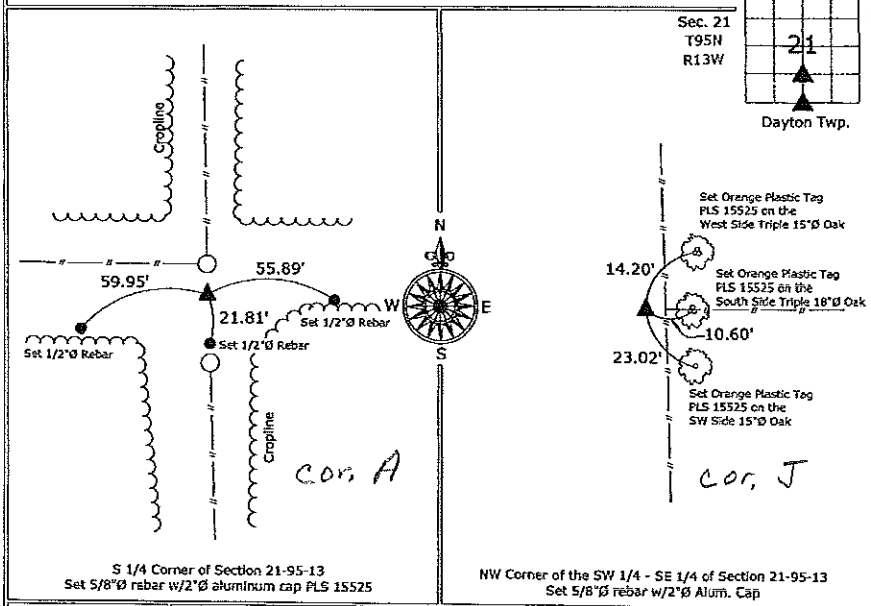 Sec. 21
T95N
R13W
21
Dayton Twp.
Cropline
59.95'
55.89'
21.81'
Set 1/2"Ø Rebar
Set 1/2"Ø Rebar
Set 1/2"Ø Rebar
Cropline
cor. A
S 1/4 Corner of Section 21-95-13
Set 5/8"Ø rebar w/2"Ø aluminum cap PLS 15525
N
W
E
S
Set Orange Plastic Tag
PLS 15525 on the
West Side Triple 15"Ø Oak
14.20'
Set Orange Plastic Tag
PLS 15525 on the
South Side Triple 18"Ø Oak
10.60'
23.02'
Set Orange Plastic Tag
PLS 15525 on the
SW Side 15"Ø Oak
cor. J
NW Corner of the SW 1/4 - SE 1/4 of Section 21-95-13
Set 5/8"Ø rebar w/2"Ø Alum. Cap